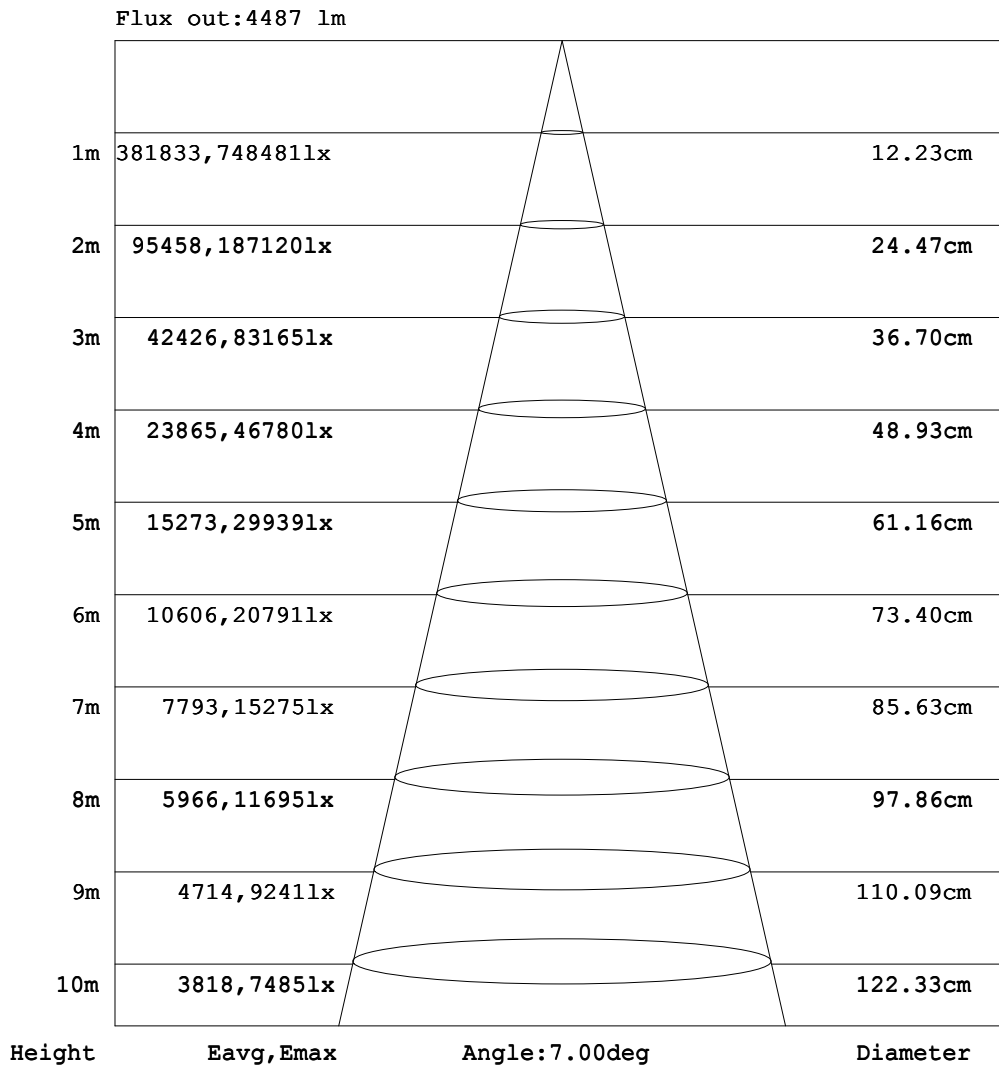 Flux out:4487 lm
1m 381833,748481lx 12.23cm
2m 95458,187120lx 24.47cm
3m 42426,83165lx 36.70cm
4m 23865,46780lx 48.93cm
5m 15273,29939lx 61.16cm
6m 10606,20791lx 73.40cm
7m 7793,15275lx 85.63cm
8m 5966,11695lx 97.86cm
9m 4714,9241lx 110.09cm
10m 3818,7485lx 122.33cm
Height Eavg,Emax Angle:7.00deg Diameter